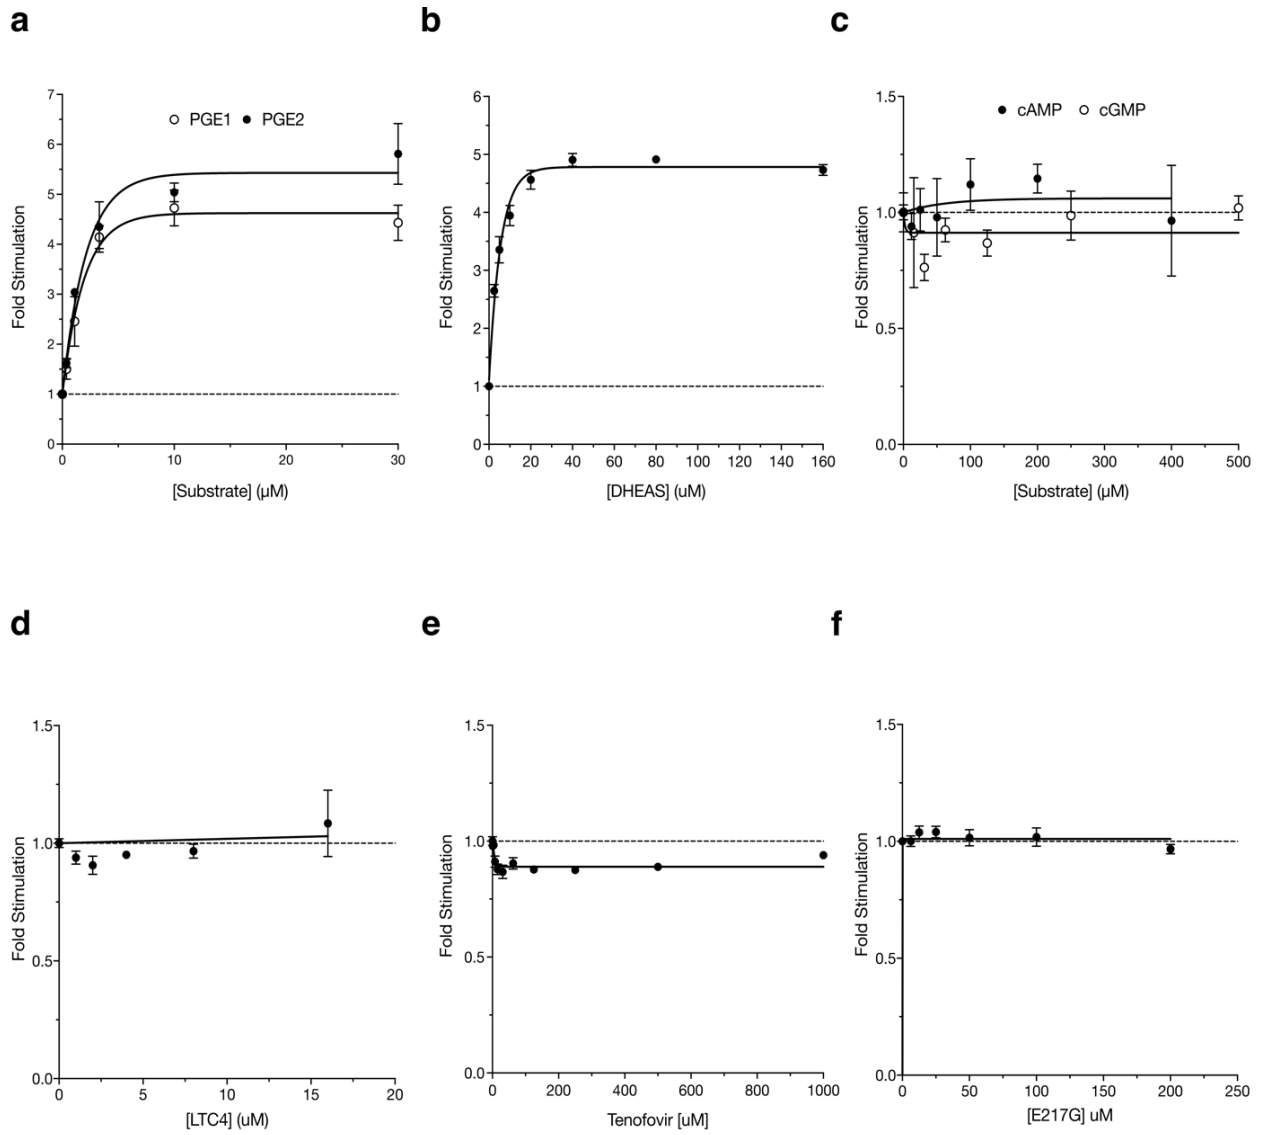 a
7
6
5
4
3
2
1
0
Fold Stimulation
PGE1 PGE2
0 10 20 30
[Substrate] (µM)
b
6
5
4
3
2
1
0
Fold Stimulation
0 20 40 60 80 100 120 140 160
[DHEAS] (uM)
c
1.5
1.0
0.5
0.0
Fold Stimulation
cAMP cGMP
0 100 200 300 400 500
[Substrate] (µM)
d
1.5
1.0
0.5
0.0
Fold Stimulation
0 5 10 15 20
[LTC4] (uM)
e
1.5
1.0
0.5
0.0
Fold Stimulation
0 200 400 600 800 1000
Tenofovir [uM]
f
1.5
1.0
0.5
0.0
Fold Stimulation
0 50 100 150 200 250
[E217G] uM